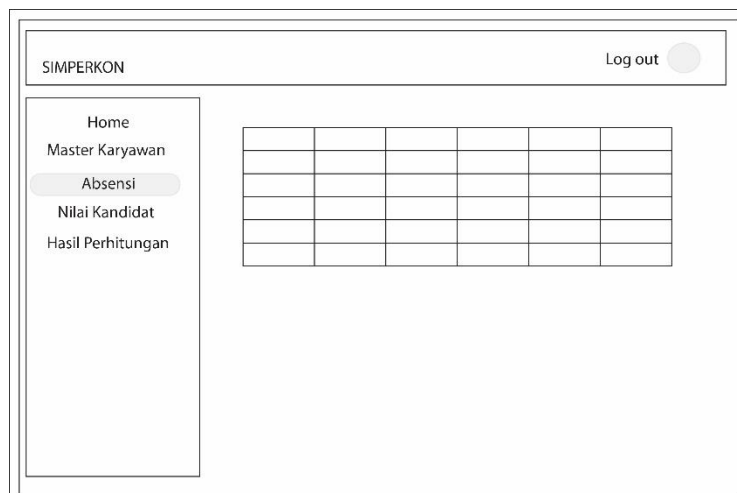 SIMPERKON
Log out
Home
Master Karyawan
Absensi
Nilai Kandidat
Hasil Perhitungan